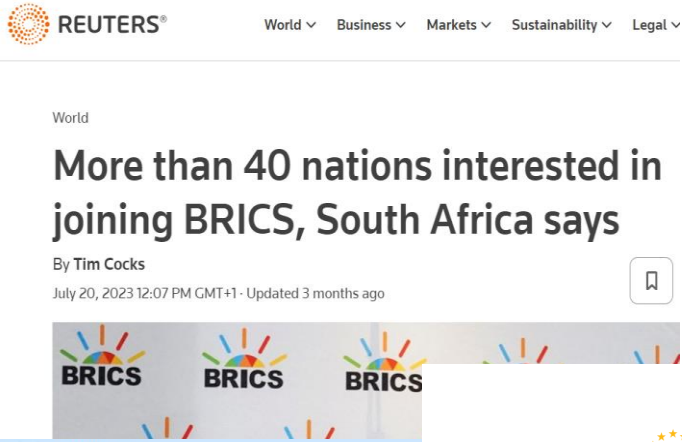 REUTERS®
World Business Markets Sustainability Legal
World
More than 40 nations interested in
joining BRICS, South Africa says
By Tim Cocks
July 20, 2023 12:07 PM GMT+1 · Updated 3 months ago
BRICS BRICS BRICS